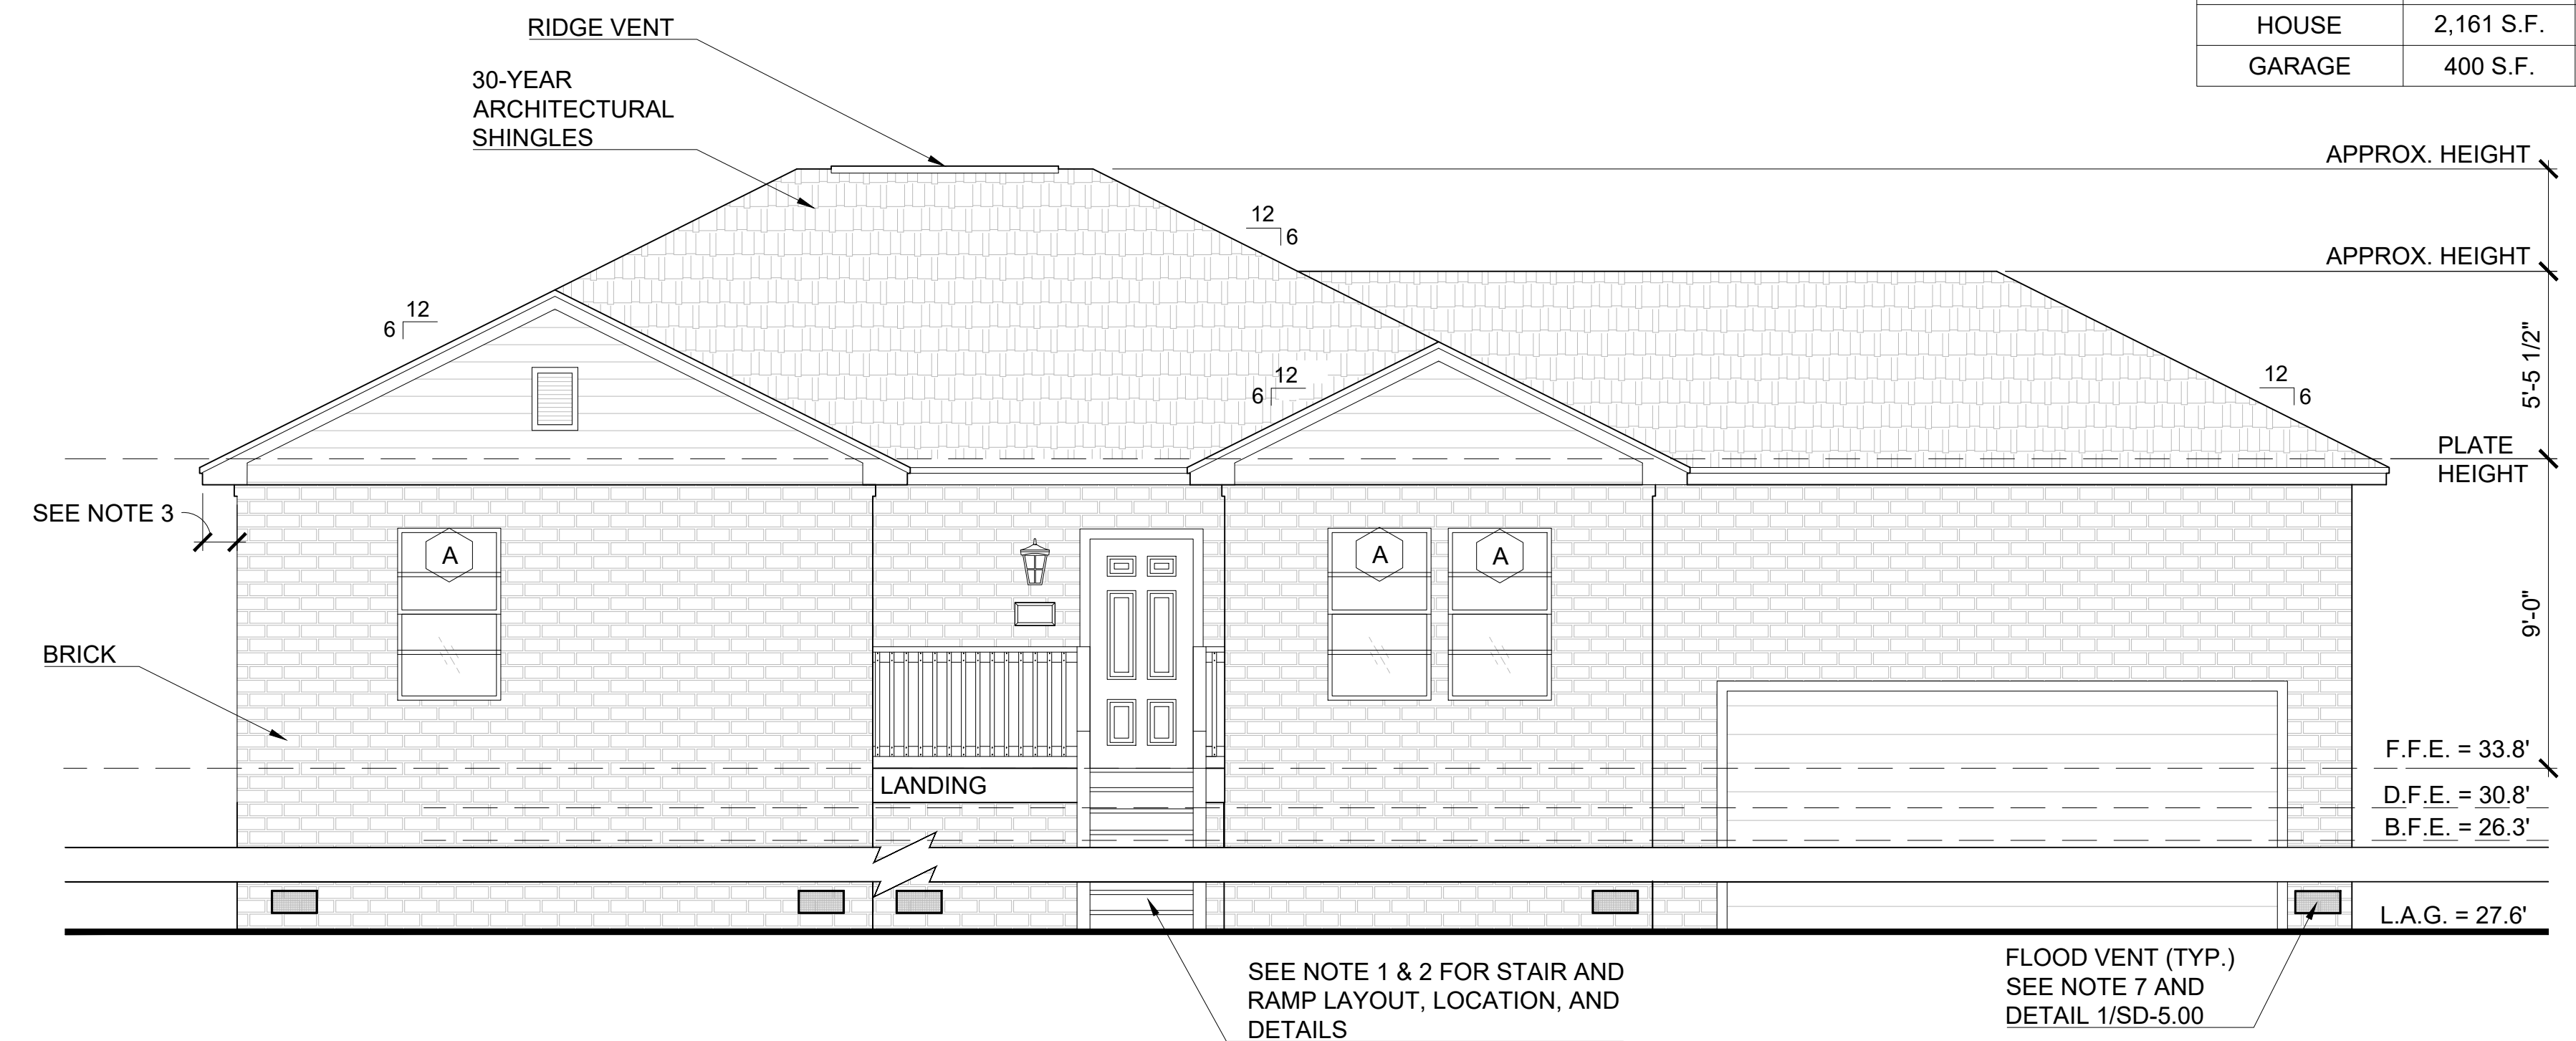 HOUSE 2,161 S.F.
GARAGE 400 S.F.
RIDGE VENT
30-YEAR
ARCHITECTURAL
SHINGLES
APPROX. HEIGHT
12
6
APPROX. HEIGHT
12
6
5'-5 1/2"
12
6
12
6
PLATE
HEIGHT
SEE NOTE 3
A
A
A
9'-0"
BRICK
F.F.E. = 33.8'
LANDING
D.F.E. = 30.8'
B.F.E. = 26.3'
L.A.G. = 27.6'
SEE NOTE 1 & 2 FOR STAIR AND
RAMP LAYOUT, LOCATION, AND
DETAILS
FLOOD VENT (TYP.)
SEE NOTE 7 AND
DETAIL 1/SD-5.00